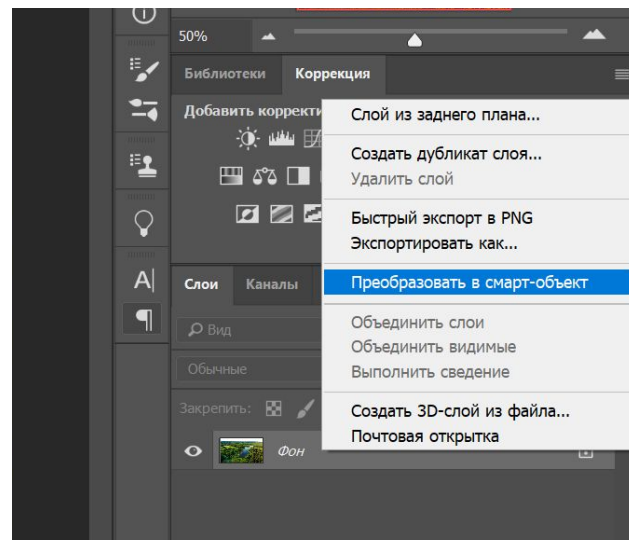 50%
Библиотеки Коррекция
Добавить корректи
Слой из заднего плана...
Создать дубликат слоя...
Удалить слой
Быстрый экспорт в PNG
Экспортировать как...
Слои Каналы
Преобразовать в смарт-объект
Вид
Объединить слои
Объединить видимые
Обычные
Выполнить сведение
Закрепить:
Создать 3D-слой из файла...
Почтовая открытка
Фон